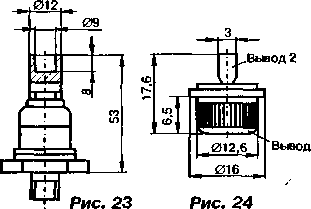 Ø12
Ø9
8
53
Рис. 23
3
Вывод 2
17,6
6,5
Вывод
Ø12,6
Ø16
Рис. 24